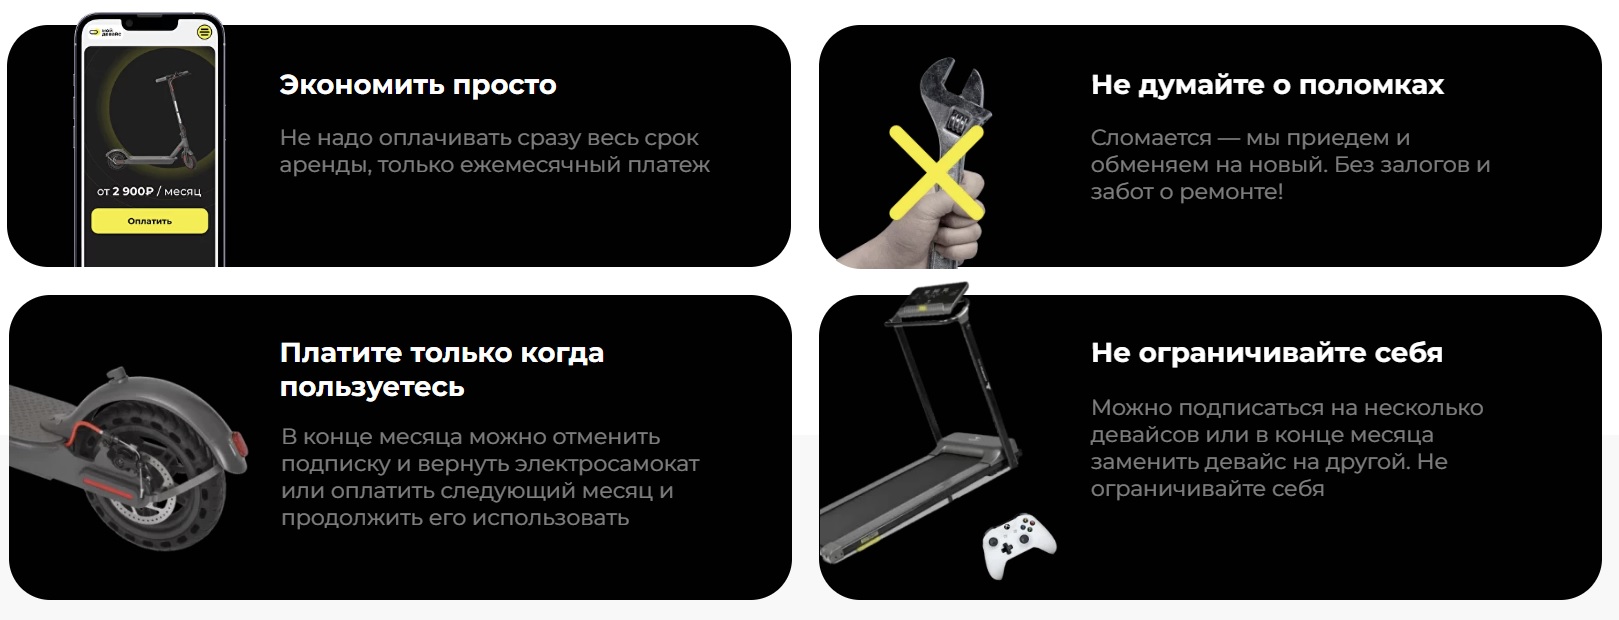 МОЙ
ДЕВАЙС
от 2 900₽ / месяц
Оплатить
Экономить просто
Не надо оплачивать сразу весь срок
аренды, только ежемесячный платеж
Не думайте о поломках
Сломается — мы приедем и
обменяем на новый. Без залогов и
забот о ремонте!
Платите только когда
пользуетесь
В конце месяца можно отменить
подписку и вернуть электросамокат
или оплатить следующий месяц и
продолжить его использовать
Не ограничивайте себя
Можно подписаться на несколько
девайсов или в конце месяца
заменить девайс на другой. Не
ограничивайте себя